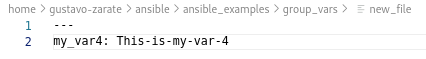 home > gustavo-zarate > ansible > ansible_examples > group_vars > new_file
1 ---
2 my_var4: This-is-my-var-4